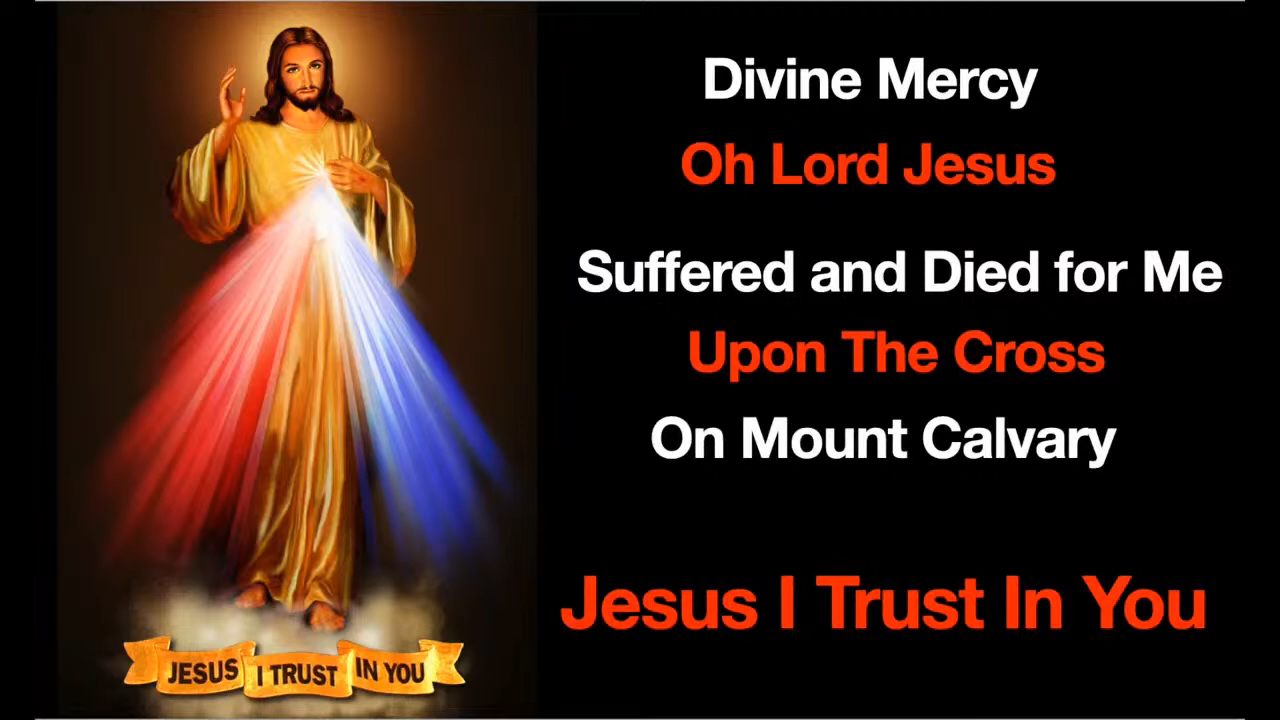 Divine Mercy
Oh Lord Jesus
Suffered and Died for Me
Upon The Cross
On Mount Calvary
Jesus I Trust In You
JESUS I TRUST IN YOU